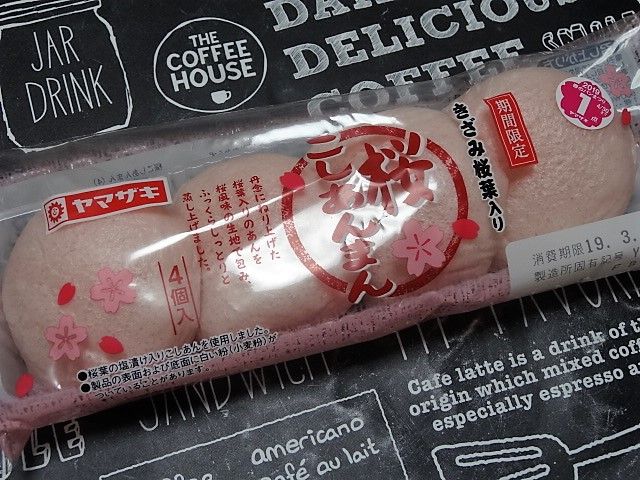 JAR
DRINK
THE
COFFEE
HOUSE
DELICIOUS
COFFEE
ヤマザキ
桜
こしあんまん
期間限定
きざみ桜葉入り
丹念にねり上げた
桜葉入りのあんを
桜風味の生地で包み、
ふっくらしっとりと
蒸し上げました。
4個入
●桜葉の塩漬け入りこしあんを使用しました。
●製品の表面および底面に白い粉(小麦粉)が
ついていることがあります。
2019
1
点
消費期限 19. 3.
製造所固有記号 Y
SANDWICH
Cafe latte is a drink of the
origin which mixed coff
especially espresso a
americano
café au lait